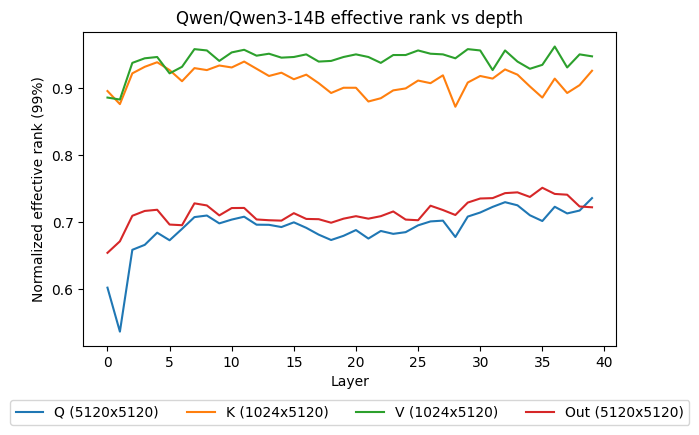 Qwen/Qwen3-14B effective rank vs depth
Normalized effective rank (99%)
0.9
0.8
0.7
0.6
0 5 10 15 20 25 30 35 40
Layer
Q (5120x5120) K (1024x5120) V (1024x5120) Out (5120x5120)